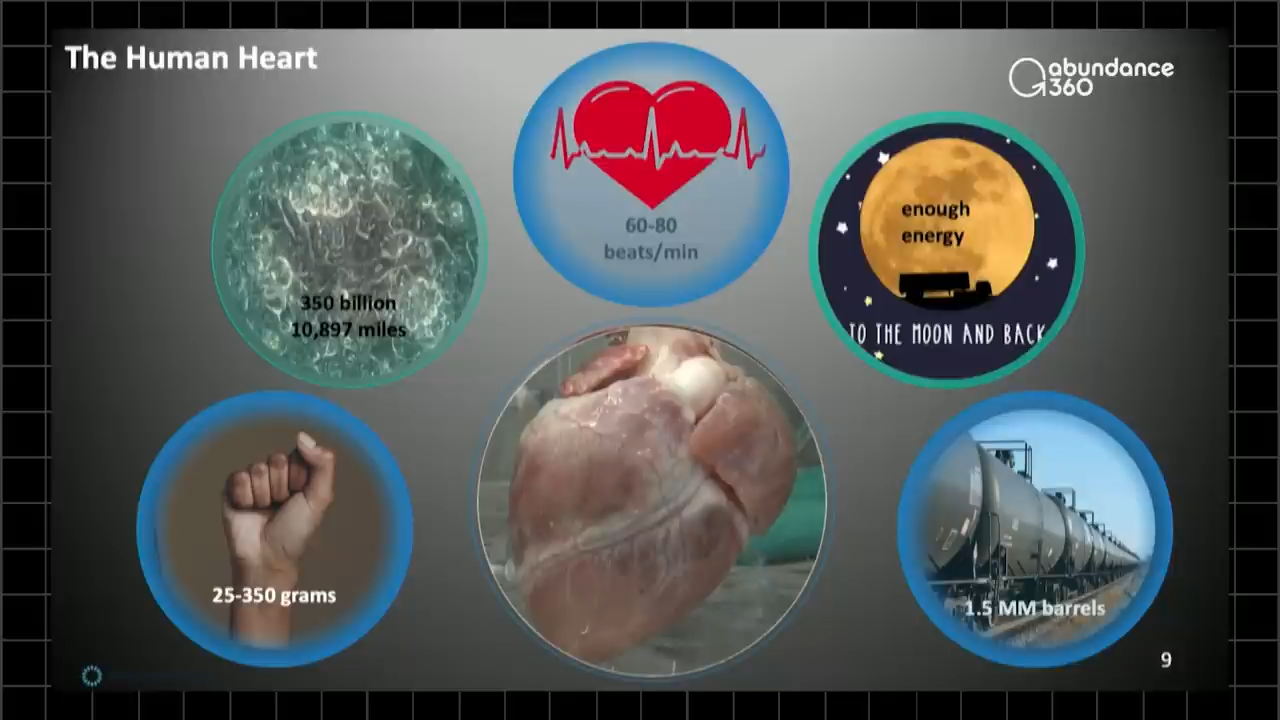 The Human Heart
abundance
360
60-80
beats/min
enough
energy
TO THE MOON AND BACK
350 billion
10,897 miles
25-350 grams
1.5 MM barrels
9